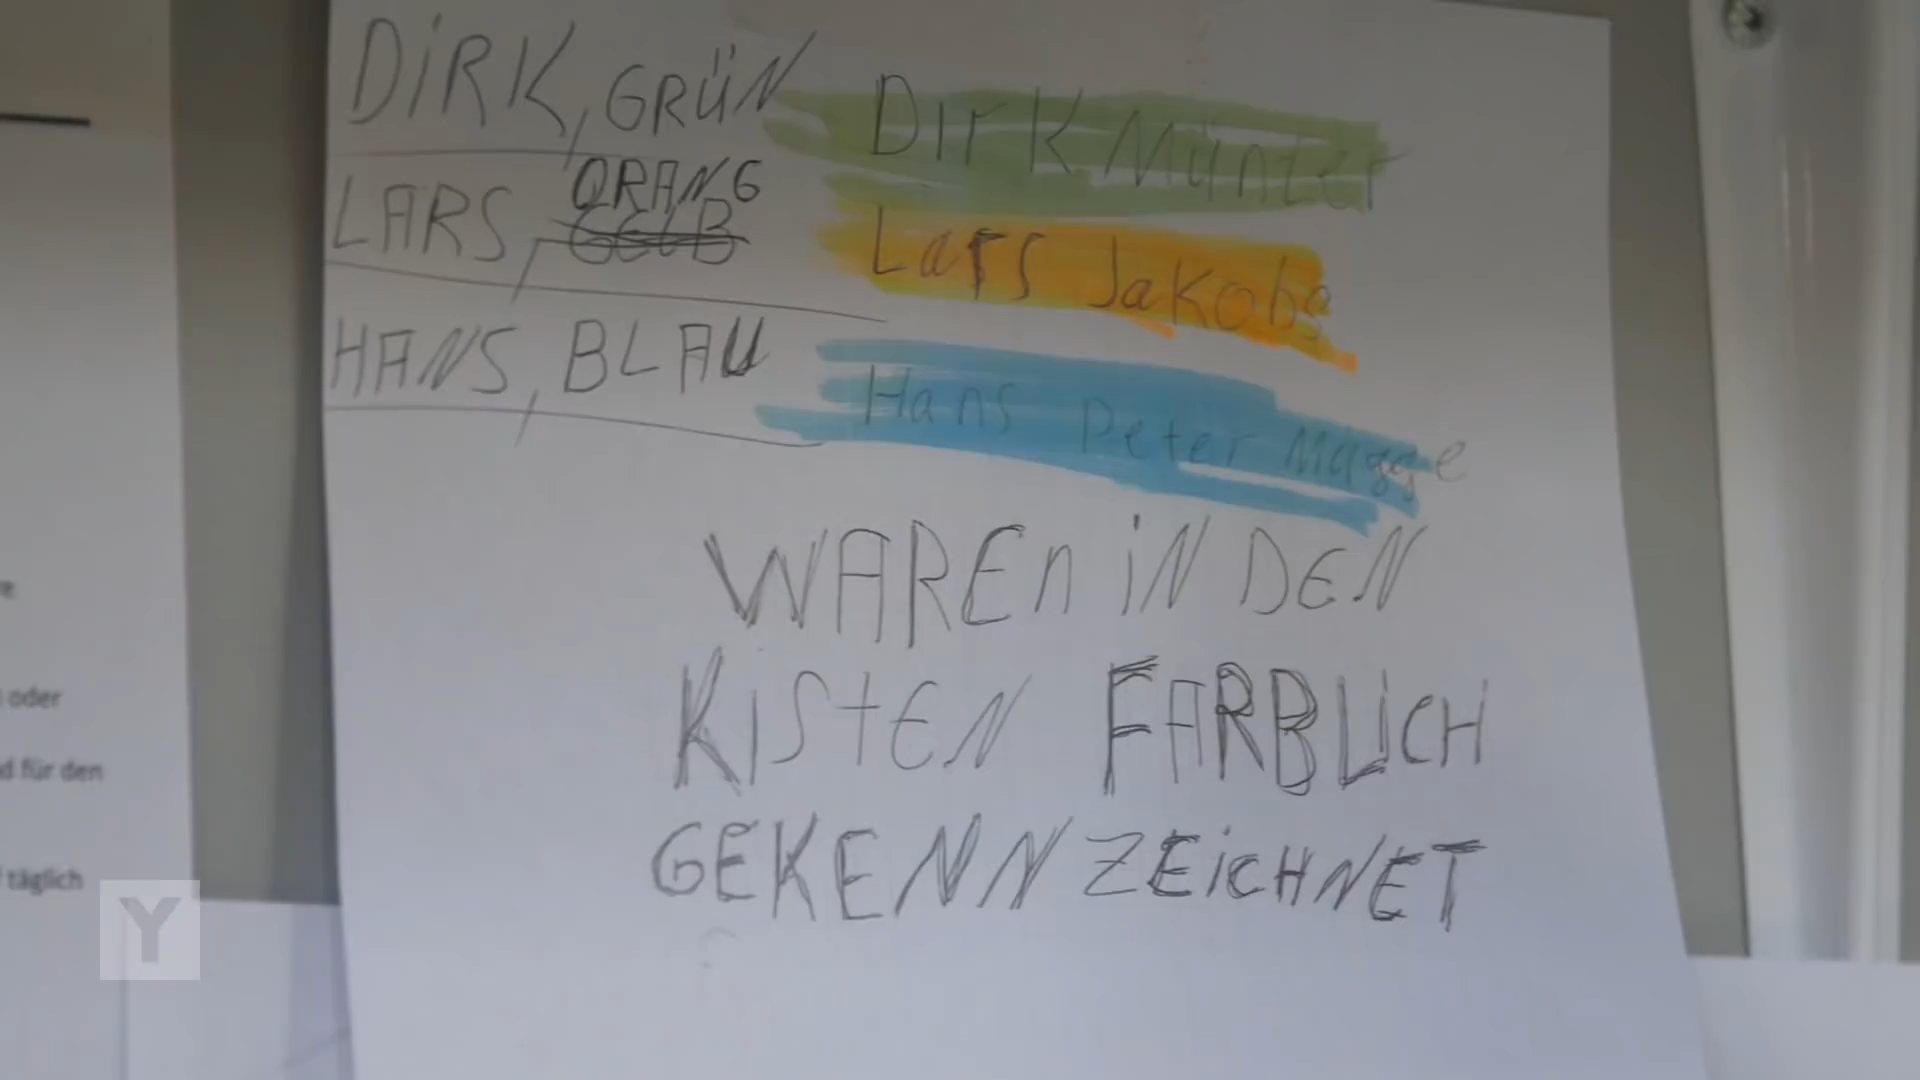 DiRK, GRÜN
Dirk Münter
ORANG
LARS, GELB
Lars Jakobs
HANS, BLAU
Hans Peter Magge
WAREn iN DEN
KISTEN FARBLiCH
GEKENNZEiCHNET
oder
d für den
täglich
Y